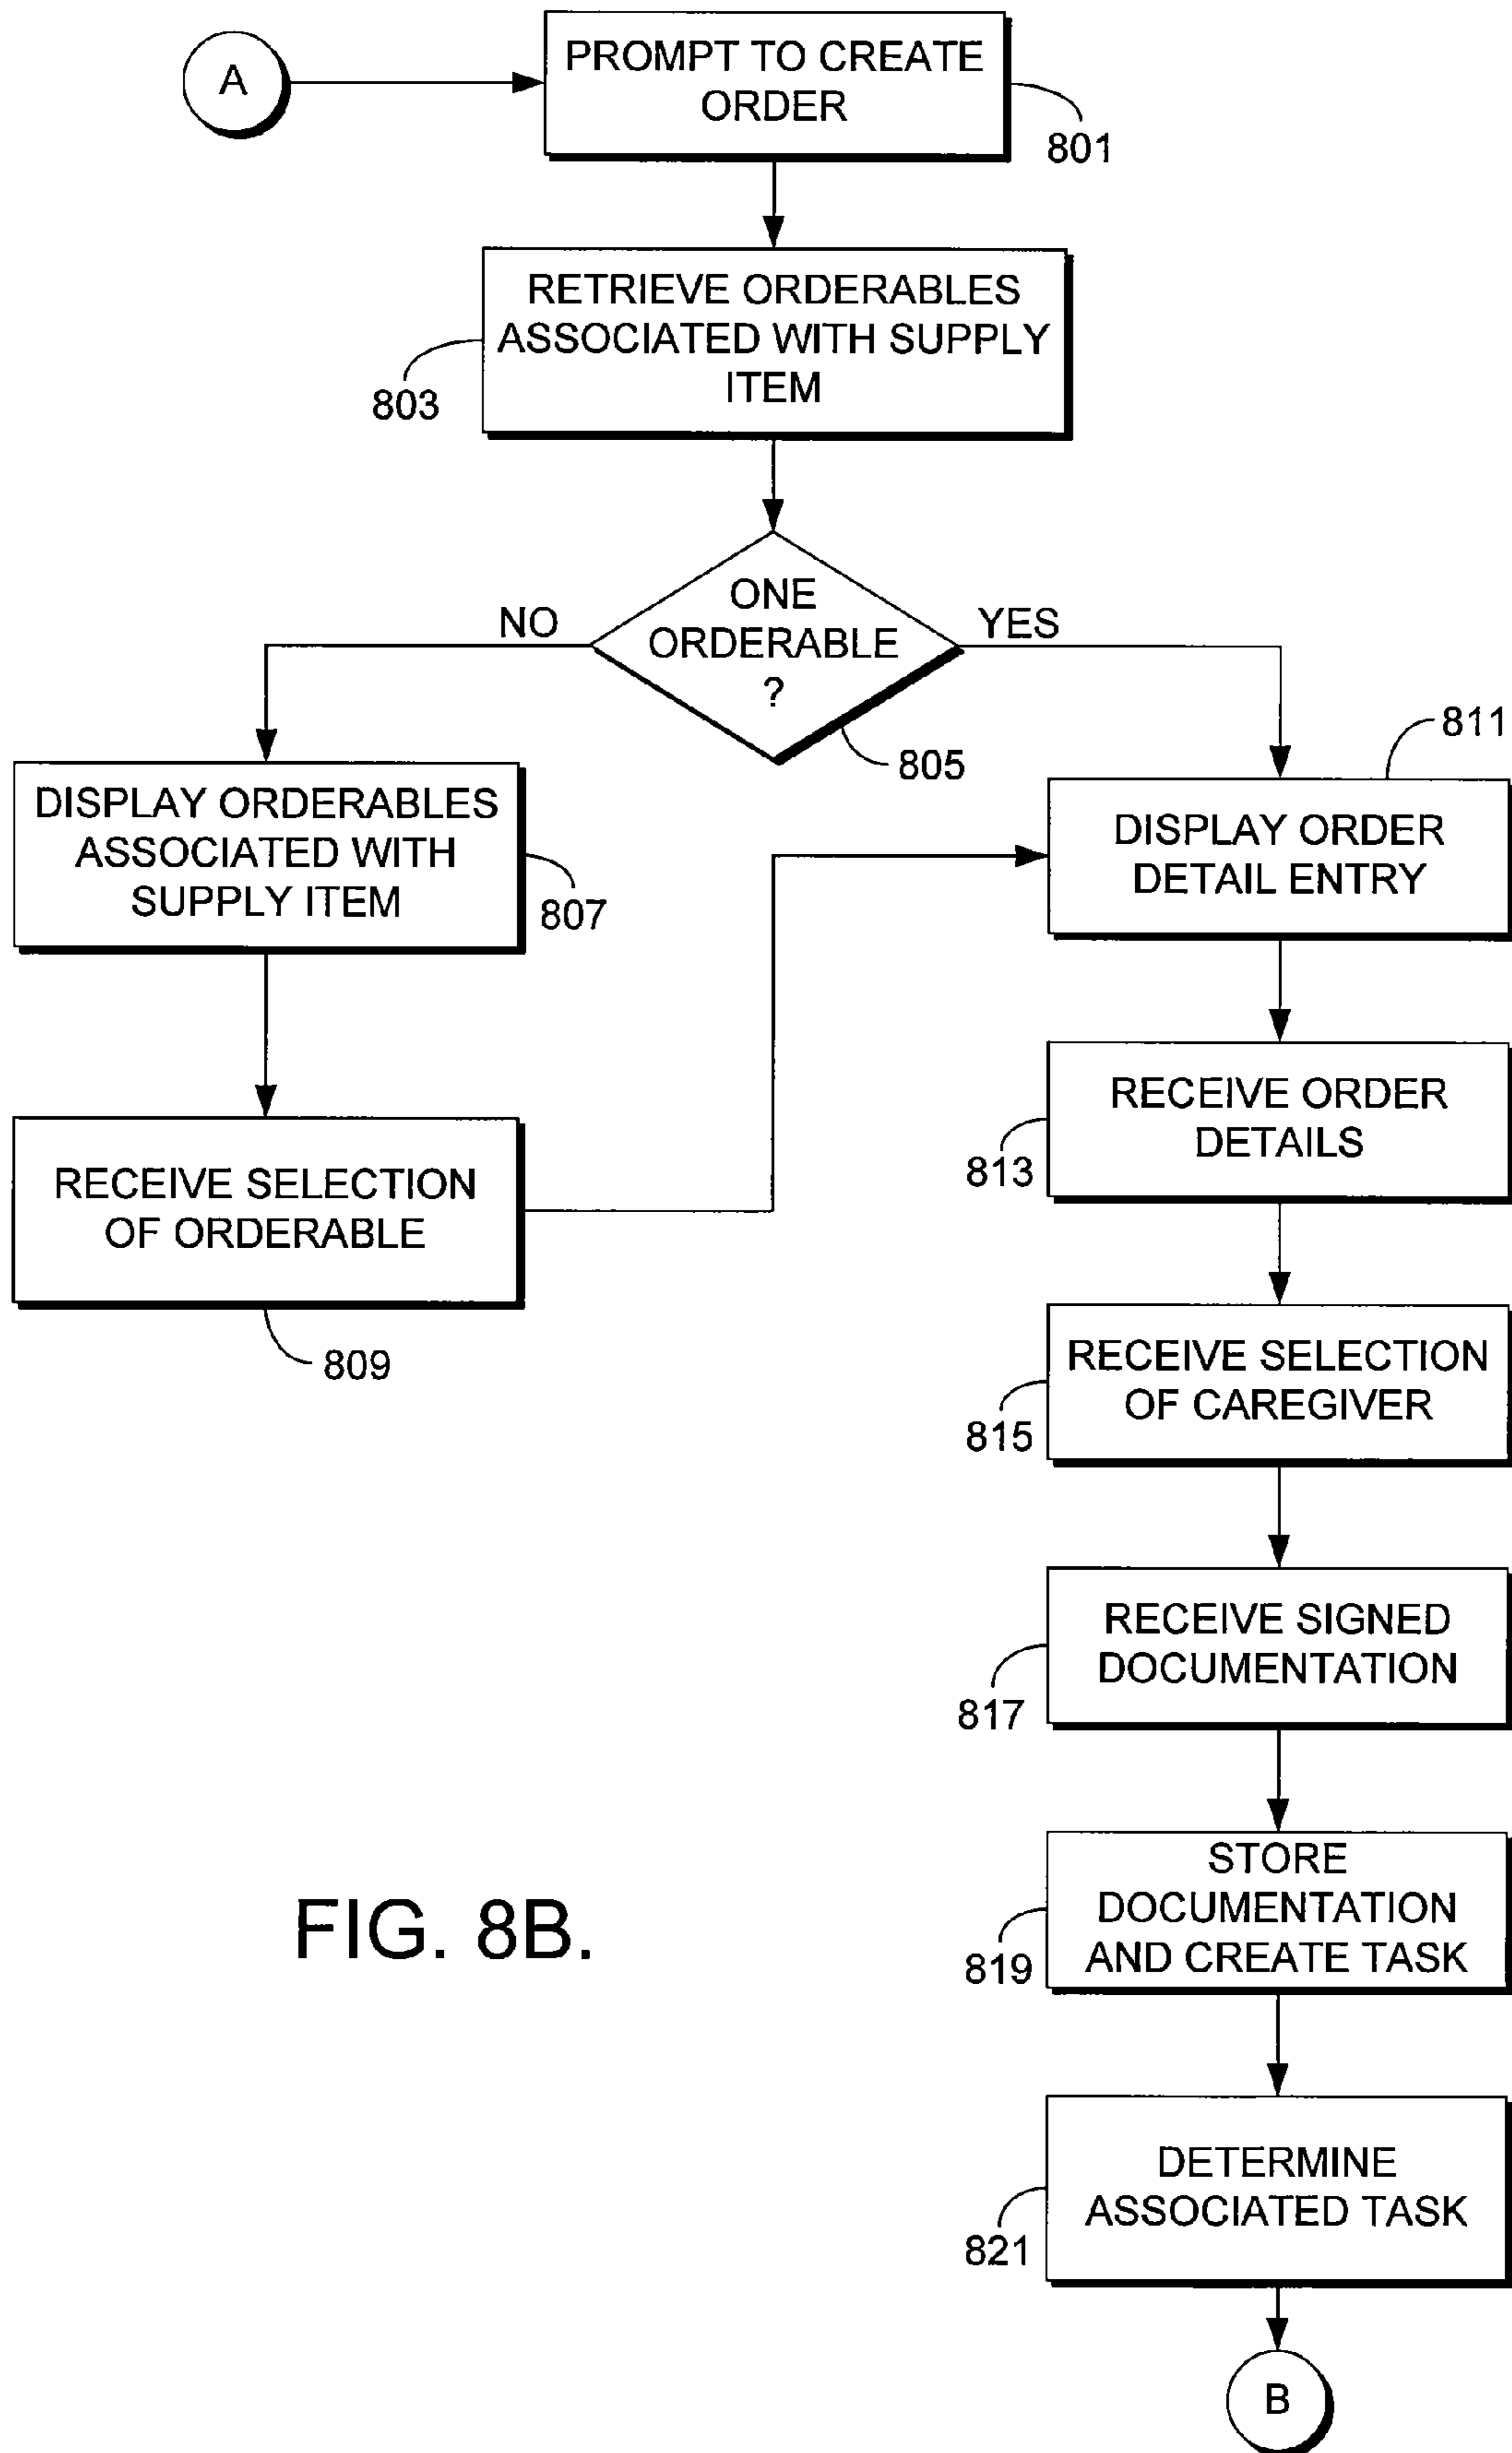 A
PROMPT TO CREATE
ORDER
801
RETRIEVE ORDERABLES
ASSOCIATED WITH SUPPLY
ITEM
803
ONE
ORDERABLE
?
NO
YES
805
DISPLAY ORDERABLES
ASSOCIATED WITH
SUPPLY ITEM
807
RECEIVE SELECTION
OF ORDERABLE
809
811
DISPLAY ORDER
DETAIL ENTRY
RECEIVE ORDER
DETAILS
813
RECEIVE SELECTION
OF CAREGIVER
815
RECEIVE SIGNED
DOCUMENTATION
817
STORE
DOCUMENTATION
AND CREATE TASK
819
DETERMINE
ASSOCIATED TASK
821
B
FIG. 8B.